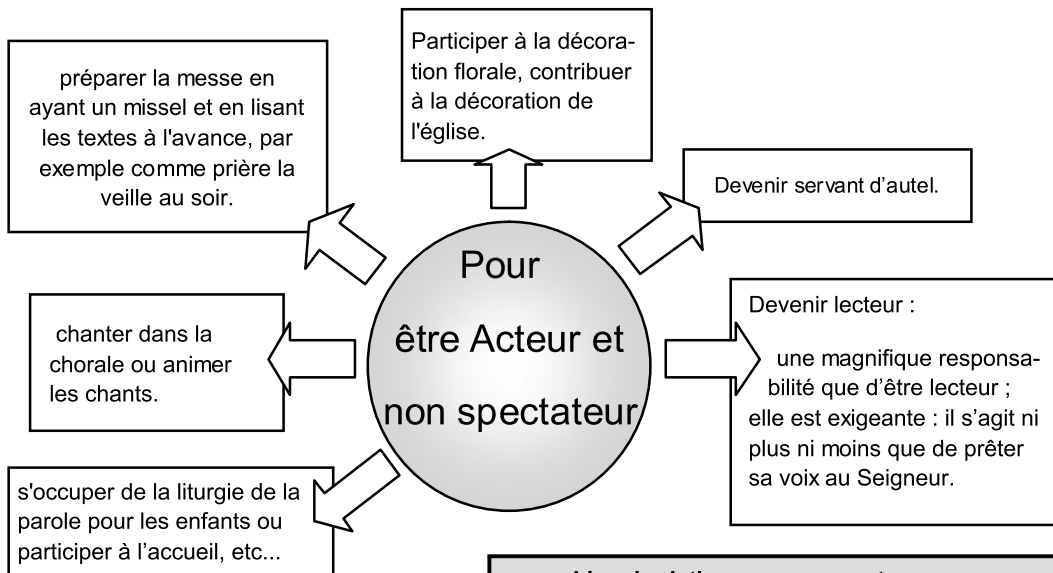 Participer à la décora-
tion florale, contribuer
à la décoration de
l'église.
préparer la messe en
ayant un missel et en lisant
les textes à l'avance, par
exemple comme prière la
veille au soir.
Devenir servant d’autel.
Pour
être Acteur et
non spectateur
Devenir lecteur :
une magnifique responsa-
bilité que d’être lecteur ;
elle est exigeante : il s’agit ni
plus ni moins que de prêter
sa voix au Seigneur.
chanter dans la
chorale ou animer
les chants.
s'occuper de la liturgie de la
parole pour les enfants ou
participer à l’accueil, etc...